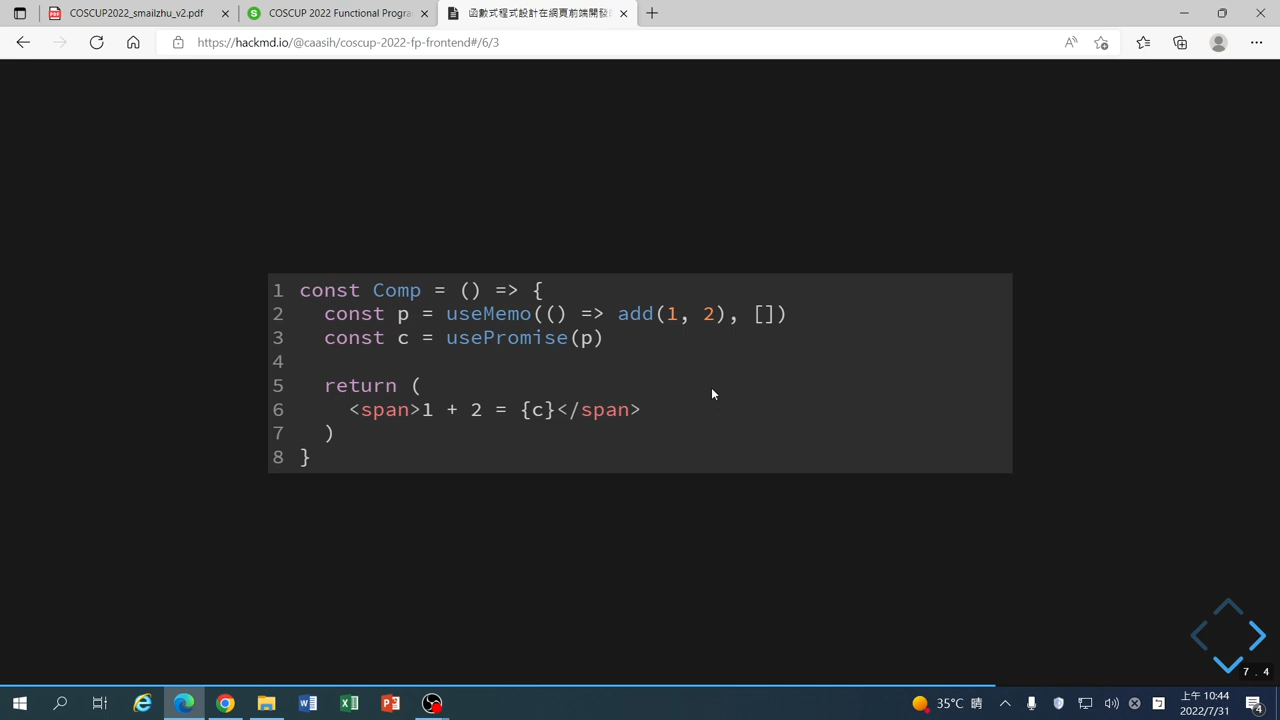 COSCUP2022_smailzhu_v2.pdf
COSCUP 2022 Functional Progra
函數式程式設計在網頁前端開發
https://hackmd.io/@caasih/coscup-2022-fp-frontend#/6/3
1 const Comp = () => {
2 const p = useMemo(() => add(1, 2), [])
3 const c = usePromise(p)
4
5 return (
6 <span>1 + 2 = {c}</span>
7 )
8 }
7 . 4
35°C 晴
上午 10:44
2022/7/31
4